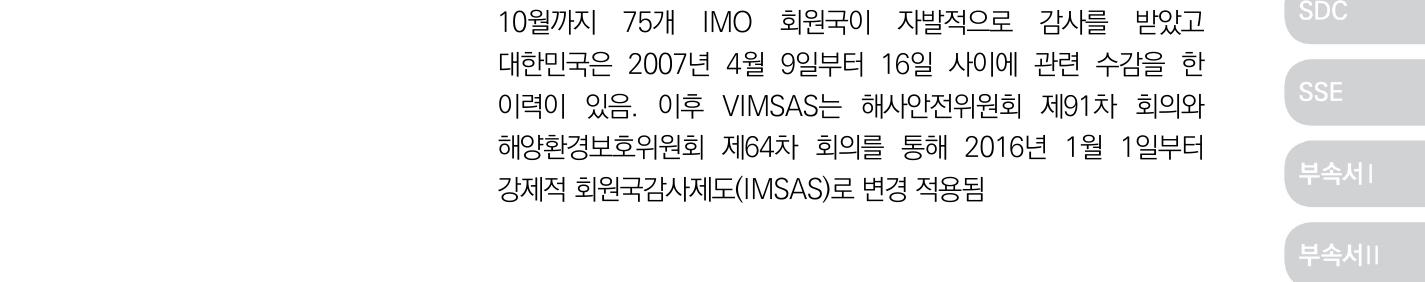 10월까지 75개 IMO 회원국이 자발적으로 감사를 받았고
대한민국은 2007년 4월 9일부터 16일 사이에 관련 수감을 한
이력이 있음. 이후 VIMSAS는 해사안전위원회 제91차 회의와
해양환경보호위원회 제64차 회의를 통해 2016년 1월 1일부터
강제적 회원국감사제도(IMSAS)로 변경 적용됨
SDC
SSE
부속서Ⅰ
부속서Ⅱ